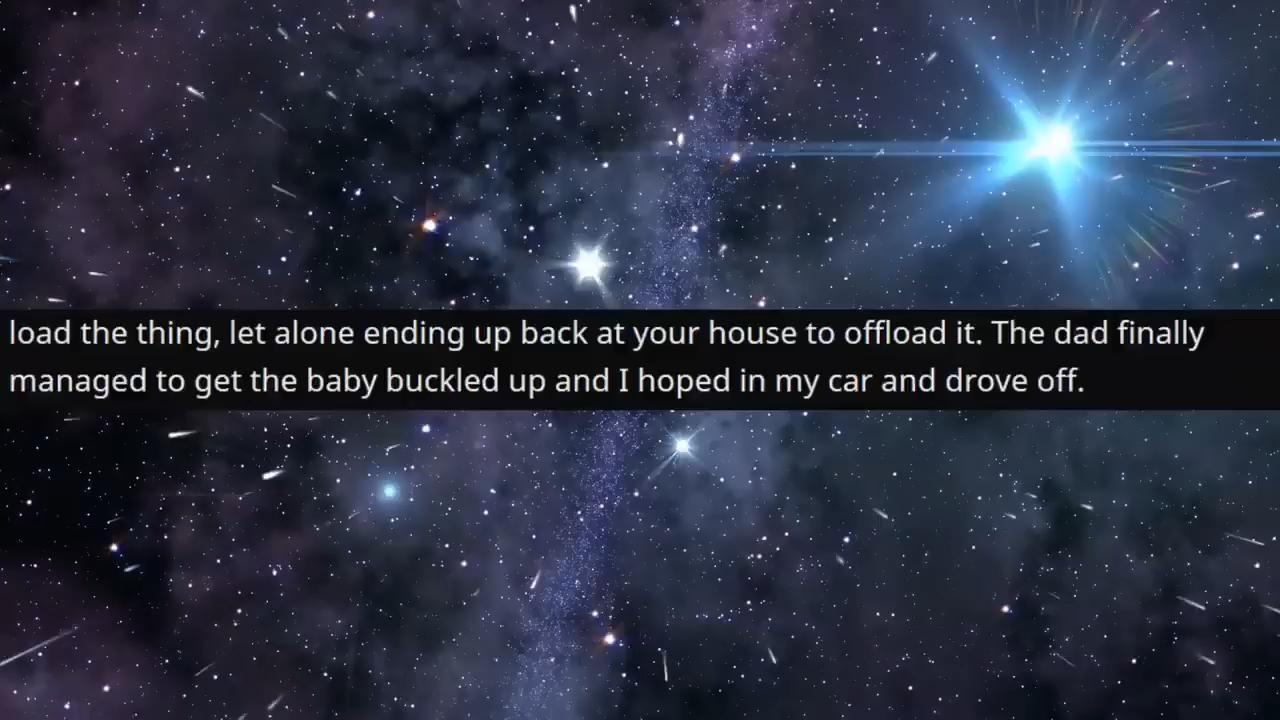 load the thing, let alone ending up back at your house to offload it. The dad finally
managed to get the baby buckled up and I hoped in my car and drove off.